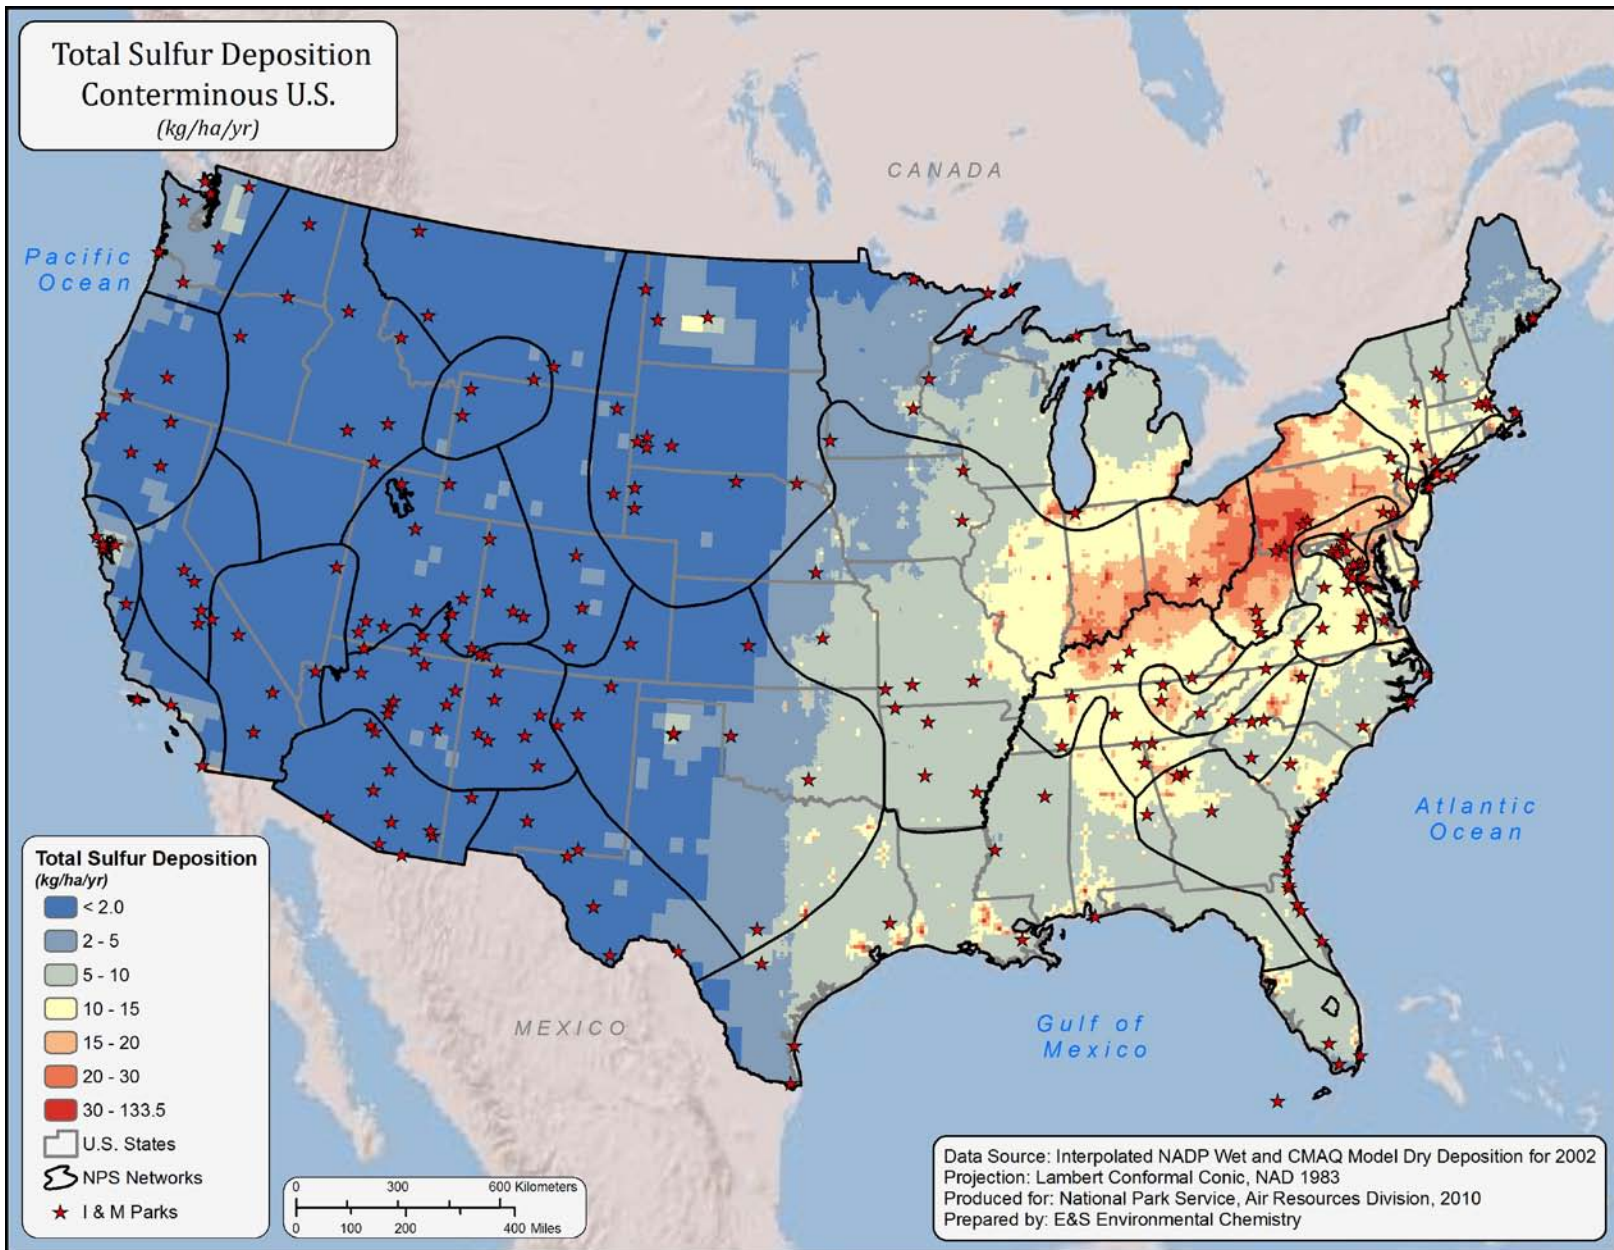 Total Sulfur Deposition
Conterminous U.S.
(kg/ha/yr)
CANADA
Pacific
Ocean
Atlantic
Ocean
Gulf of
Mexico
MEXICO
Total Sulfur Deposition
(kg/ha/yr)
< 2.0
2 - 5
5 - 10
10 - 15
15 - 20
20 - 30
30 - 133.5
U.S. States
NPS Networks
I & M Parks
0 300 600 Kilometers
0 100 200 400 Miles
Data Source: Interpolated NADP Wet and CMAQ Model Dry Deposition for 2002
Projection: Lambert Conformal Conic, NAD 1983
Produced for: National Park Service, Air Resources Division, 2010
Prepared by: E&S Environmental Chemistry